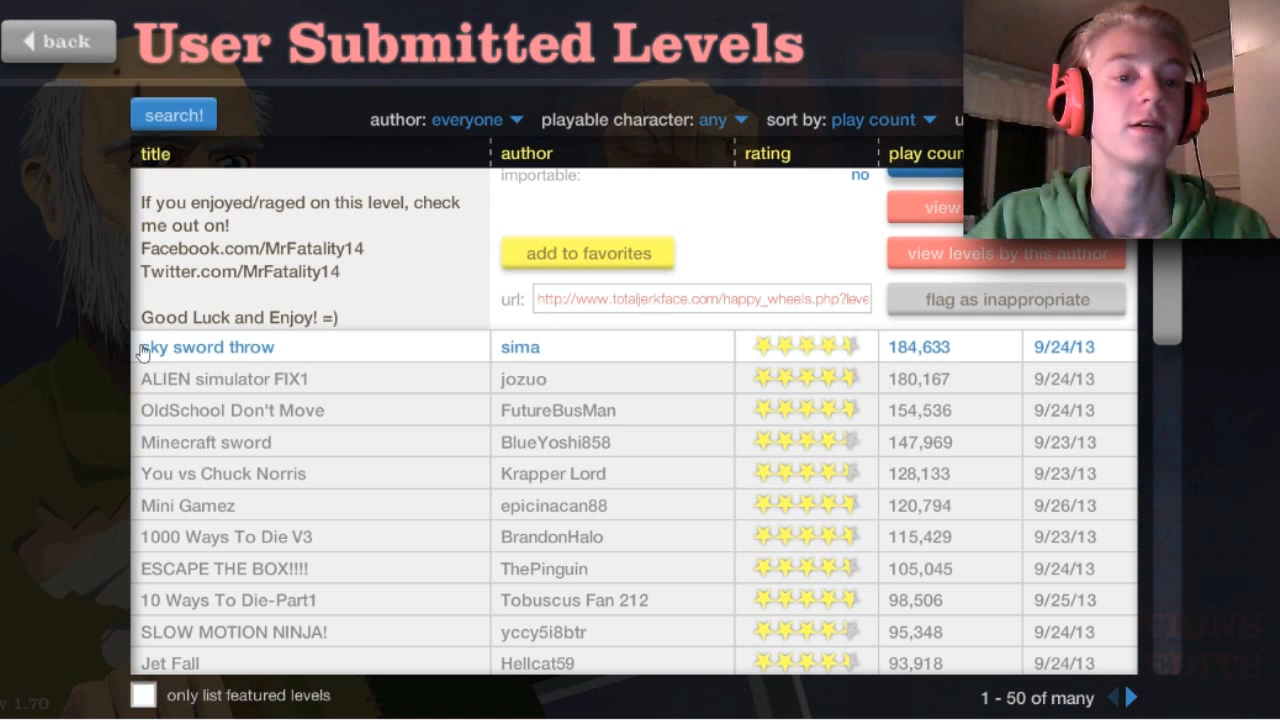 back
User Submitted Levels
search!
author: everyone playable character: any sort by: play count u
title author rating play coun
importable: no
If you enjoyed/raged on this level, check
me out on!
Facebook.com/MrFatality14
Twitter.com/MrFatality14
Good Luck and Enjoy! =)
add to favorites
url: http://www.totaljerkface.com/happy_wheels.php?leve
view
view levels by this author
flag as inappropriate
sky sword throw sima 184,633 9/24/13
ALIEN simulator FIX1 jozuo 180,167 9/24/13
OldSchool Don't Move FutureBusMan 154,536 9/24/13
Minecraft sword BlueYoshi858 147,969 9/23/13
You vs Chuck Norris Krapper Lord 128,133 9/23/13
Mini Gamez epicinacan88 120,794 9/26/13
1000 Ways To Die V3 BrandonHalo 115,429 9/23/13
ESCAPE THE BOX!!!! ThePinguin 105,045 9/24/13
10 Ways To Die-Part1 Tobuscus Fan 212 98,506 9/25/13
SLOW MOTION NINJA! yccy5i8btr 95,348 9/24/13
Jet Fall Hellcat59 93,918 9/24/13
only list featured levels
1 - 50 of many
v 1.70